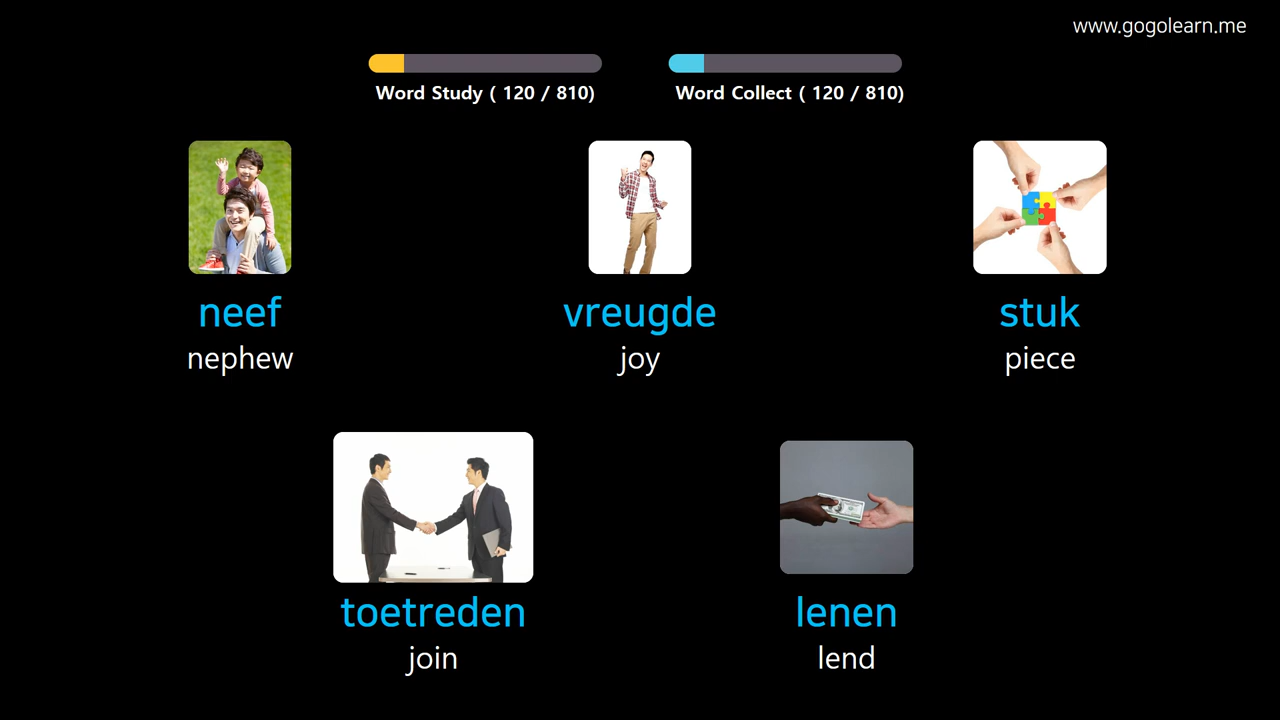 www.gogolearn.me
Word Study ( 120 / 810)
Word Collect ( 120 / 810)
neef
nephew
vreugde
joy
stuk
piece
toetreden
join
lenen
lend